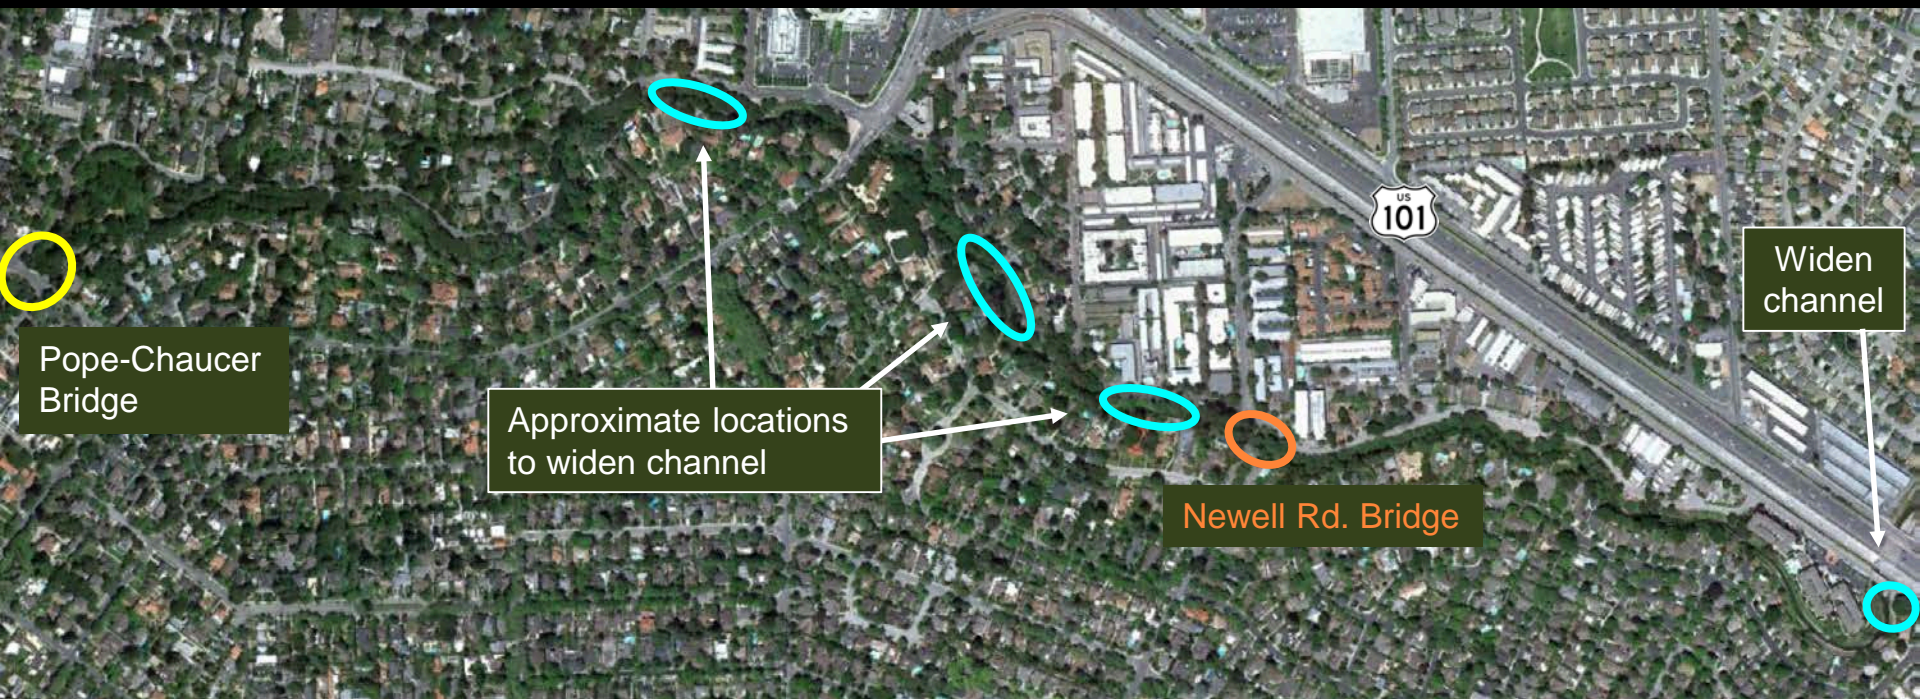 US
101
Widen
channel
Pope-Chaucer
Bridge
Approximate locations
to widen channel
Newell Rd. Bridge